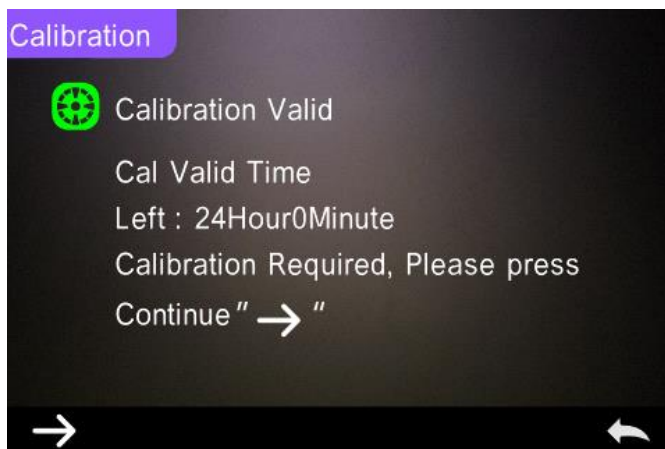 Calibration
Calibration Valid
Cal Valid Time
Left : 24Hour0Minute
Calibration Required, Please press
Continue " → "